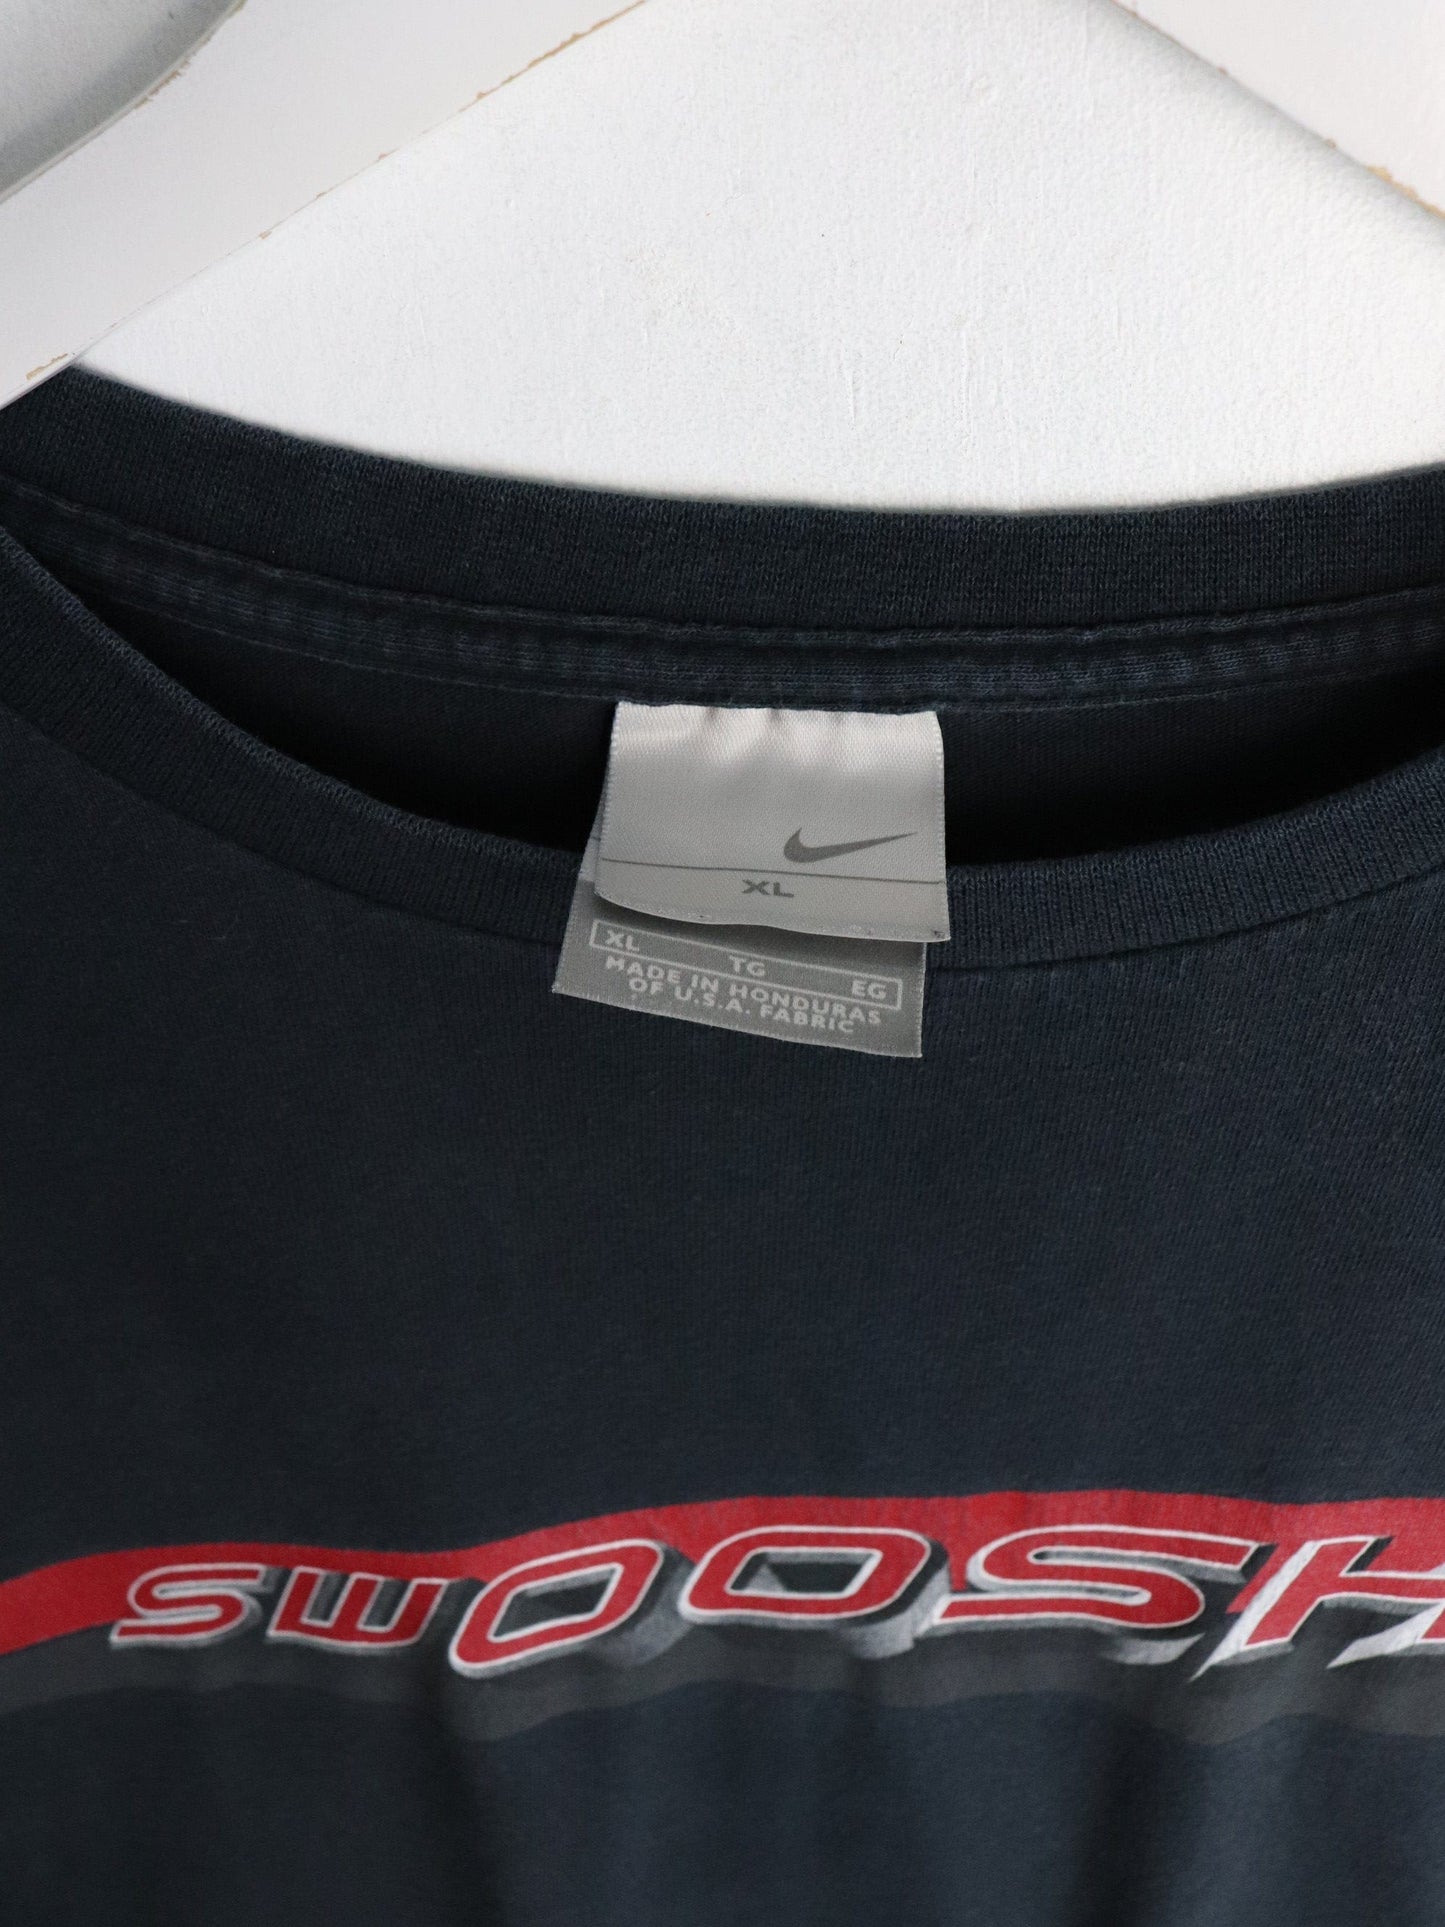 XL
XL TG EG
MADE IN HONDURAS
OF U.S.A. FABRIC
SWOOSH